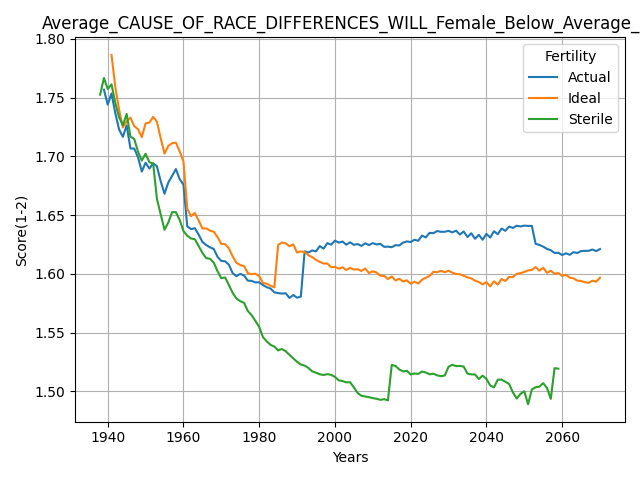 Average_CAUSE_OF_RACE_DIFFERENCES_WILL_Female_Below_Average_
1.80
1.75
1.70
1.65
1.60
1.55
1.50
Score(1-2)
Fertility
Actual
Ideal
Sterile
1940 1960 1980 2000 2020 2040 2060
Years